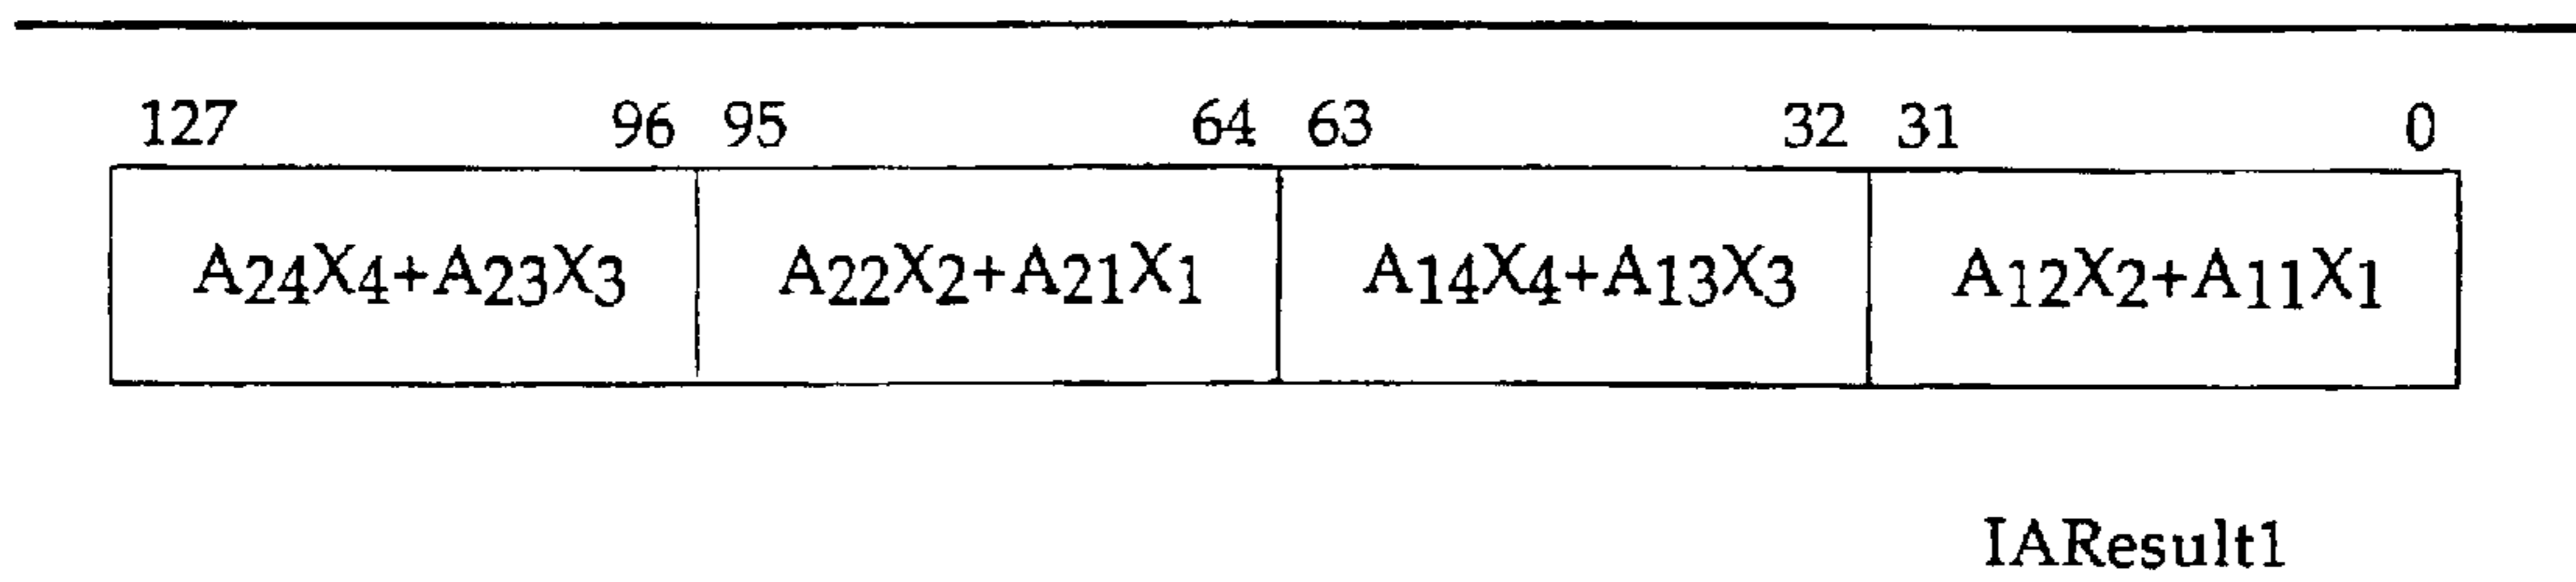 127 96 95 64 63 32 31 0
A24X4+A23X3 A22X2+A21X1 A14X4+A13X3 A12X2+A11X1
IAResult1